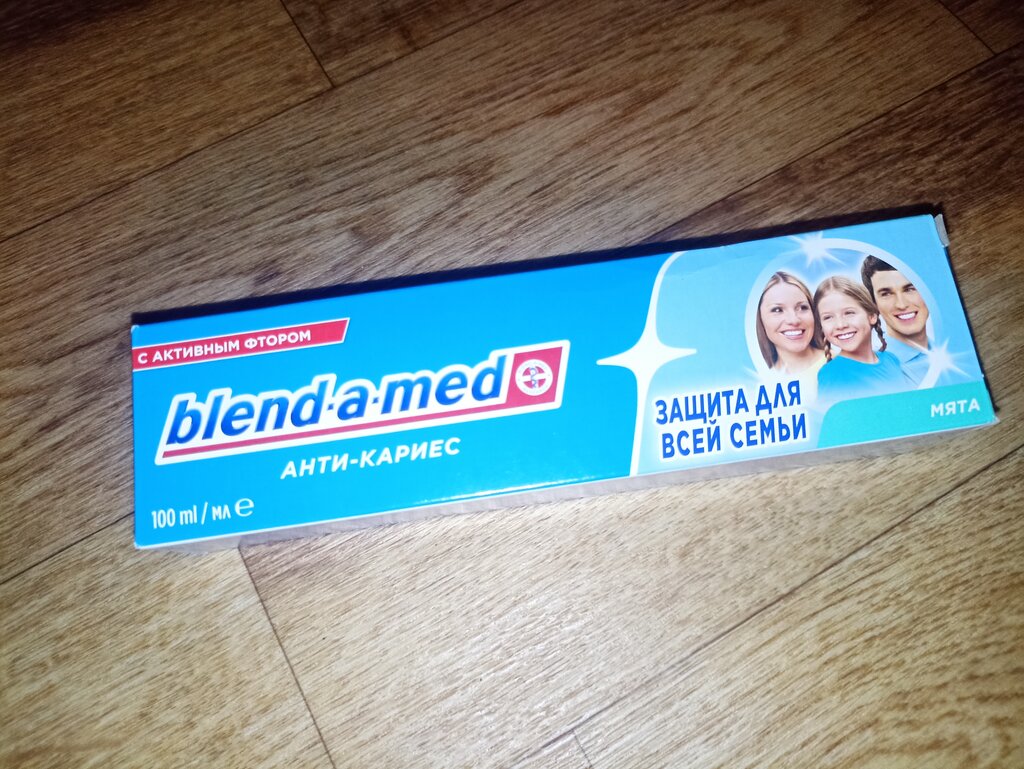 С АКТИВНЫМ ФТОРОМ
blend-a-med
АНТИ-КАРИЕС
100 ml / мл е
ЗАЩИТА ДЛЯ
ВСЕЙ СЕМЬИ
МЯТА